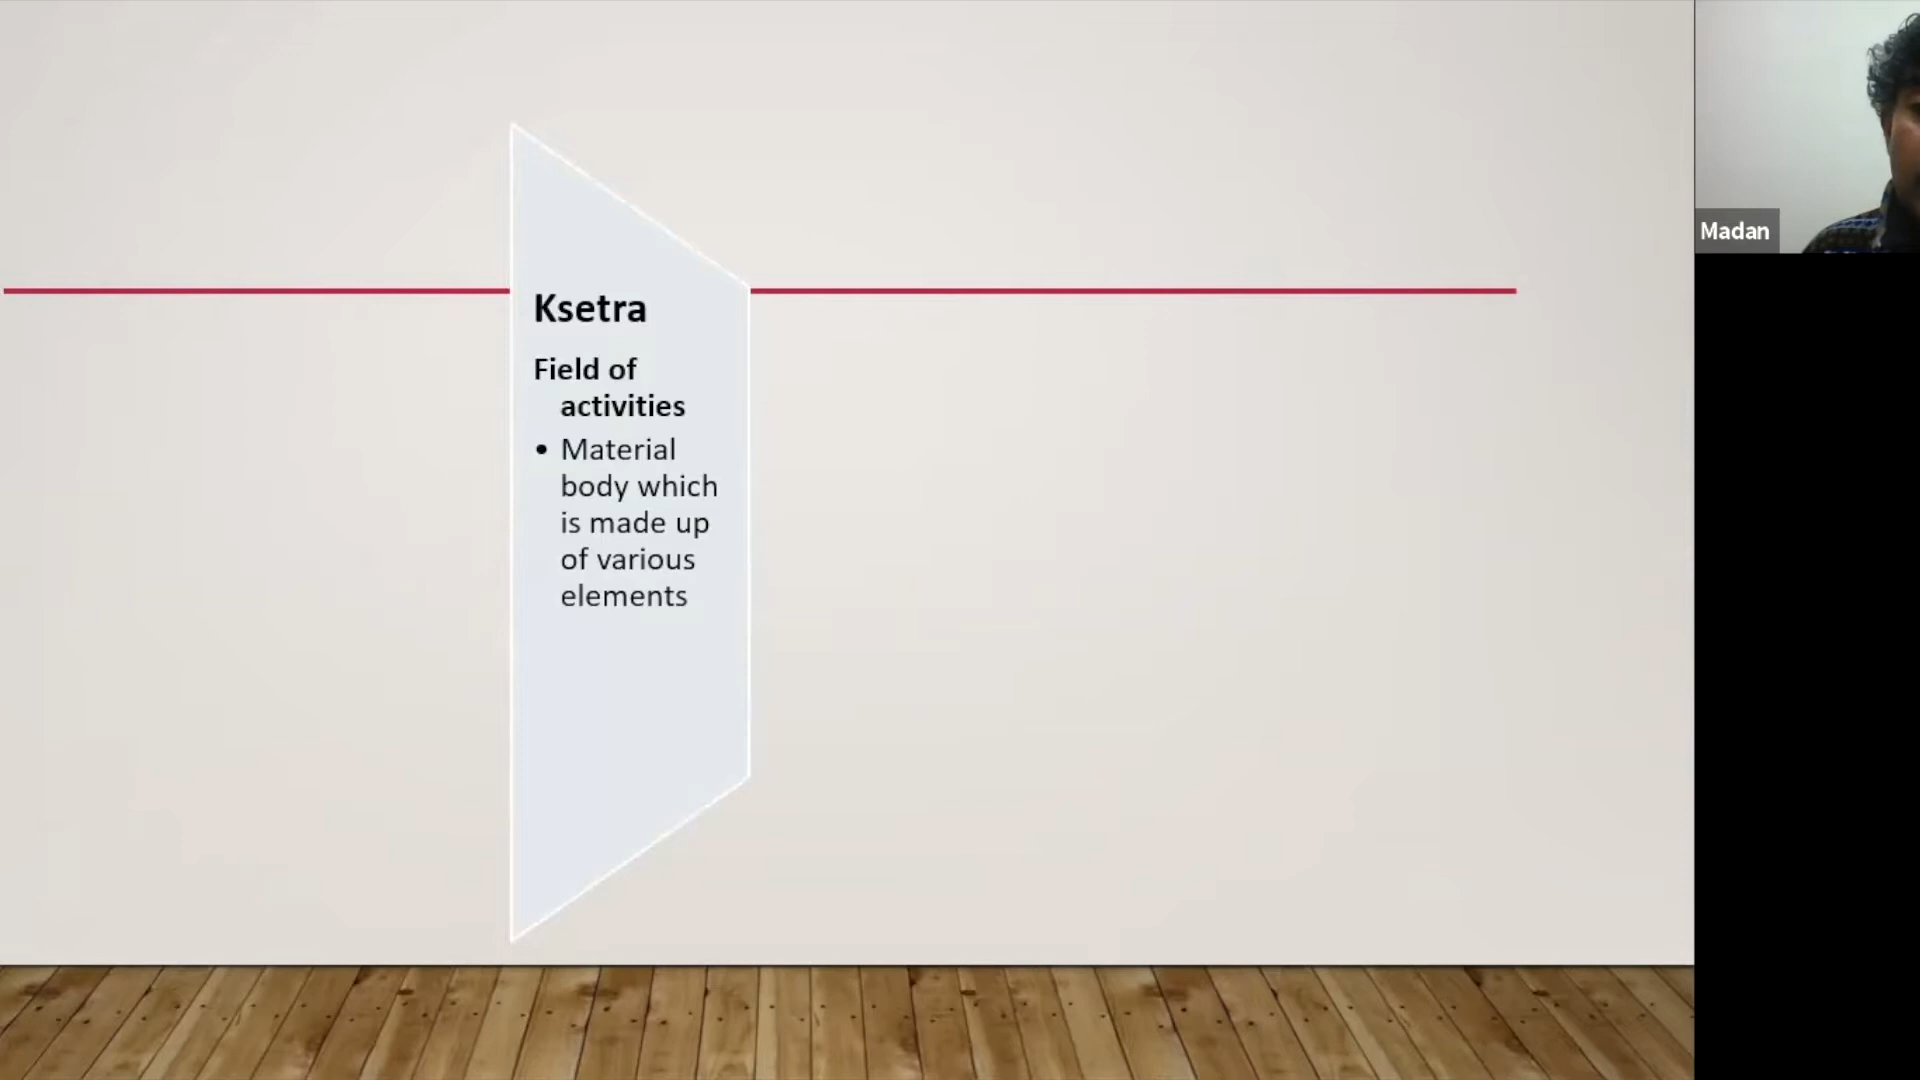 Ksetra
Field of
activities
• Material
body which
is made up
of various
elements
Madan